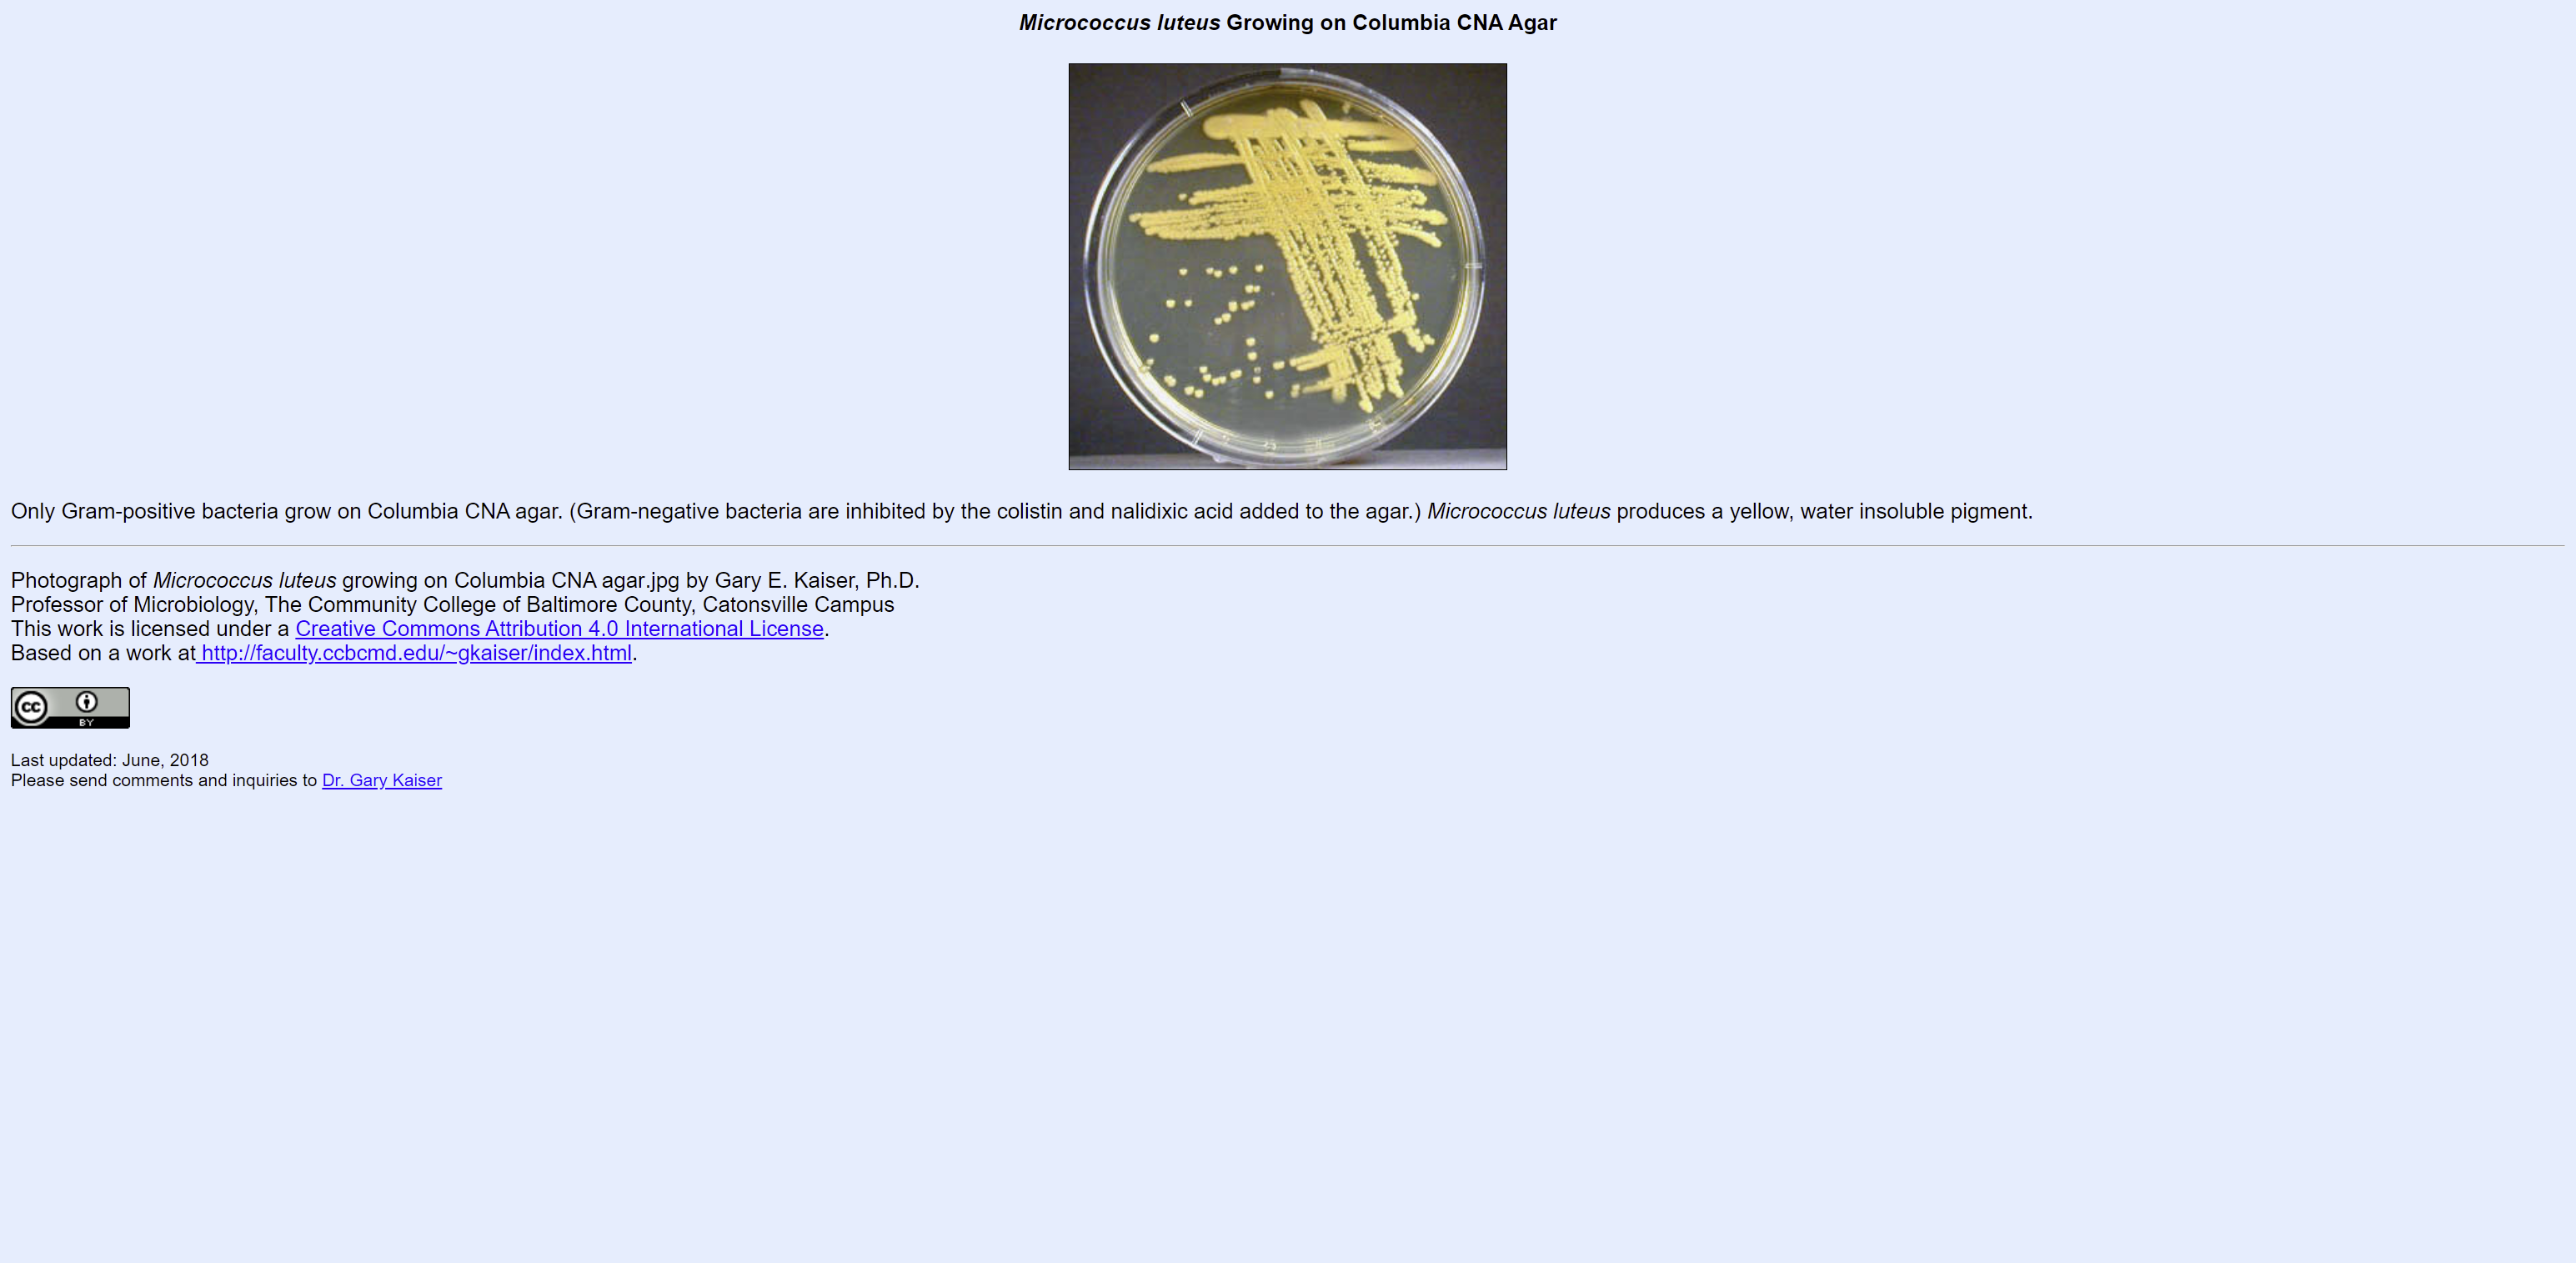 Micrococcus luteus Growing on Columbia CNA Agar
Only Gram-positive bacteria grow on Columbia CNA agar. (Gram-negative bacteria are inhibited by the colistin and nalidixic acid added to the agar.) Micrococcus luteus produces a yellow, water insoluble pigment.
Photograph of Micrococcus luteus growing on Columbia CNA agar.jpg by Gary E. Kaiser, Ph.D.
Professor of Microbiology, The Community College of Baltimore County, Catonsville Campus
This work is licensed under a Creative Commons Attribution 4.0 International License.
Based on a work at http://faculty.ccbcmd.edu/~gkaiser/index.html.
cc
BY
Last updated: June, 2018
Please send comments and inquiries to Dr. Gary Kaiser